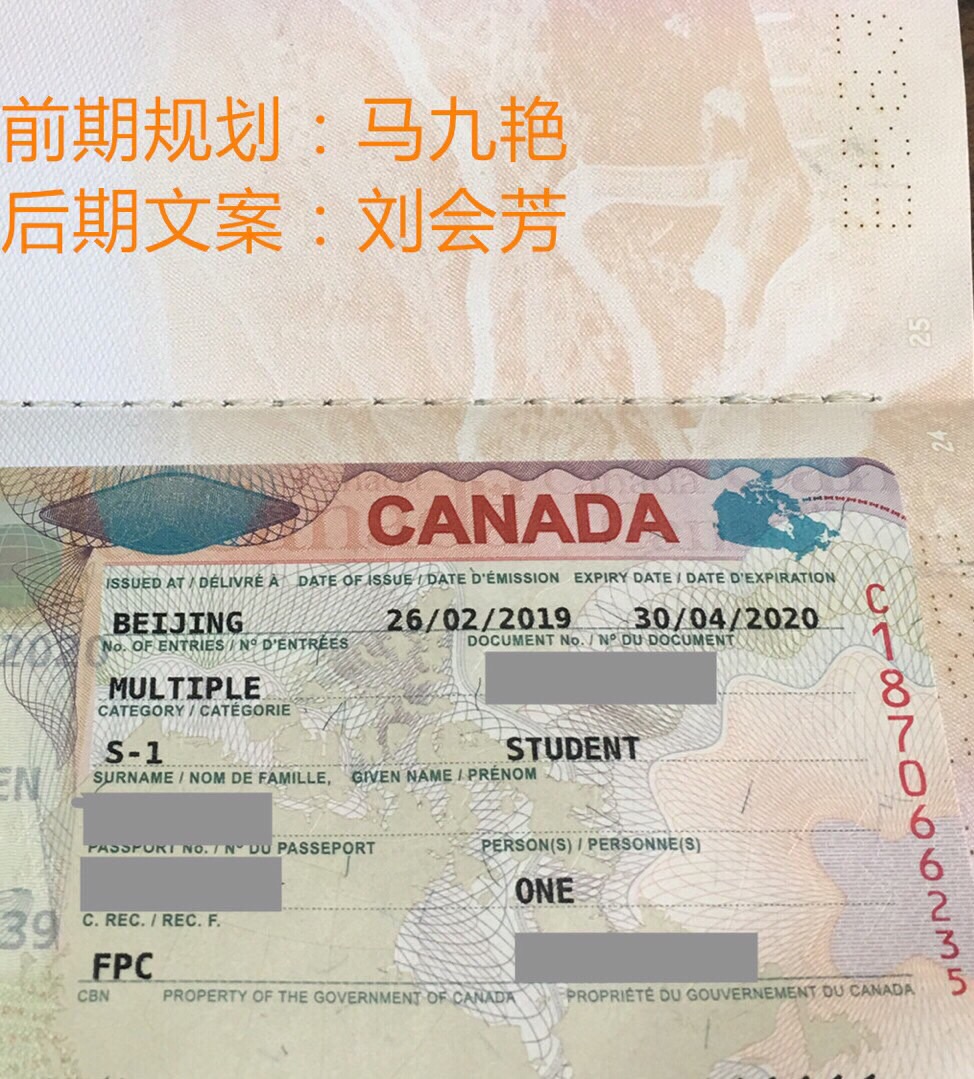 前期规划：马九艳
后期文案：刘会芳
25
24
CANADA
ISSUED AT / DÉLIVRÉ À DATE OF ISSUE / DATE D'ÉMISSION EXPIRY DATE / DATE D'EXPIRATION
BEIJING 26/02/2019 30/04/2020
No. OF ENTRIES / Nº D'ENTRÉES DOCUMENT No. / Nº DU DOCUMENT
MULTIPLE
CATEGORY / CATÉGORIE
S-1 STUDENT
SURNAME / NOM DE FAMILLE, GIVEN NAME / PRÉNOM
PASSPORT No. / Nº DU PASSEPORT PERSON(S) / PERSONNE(S)
ONE
C. REC. / REC. F.
FPC
CBN PROPERTY OF THE GOVERNMENT OF CANADA PROPRIÉTÉ DU GOUVERNEMENT DU CANADA
C187066235
2020
EN
39